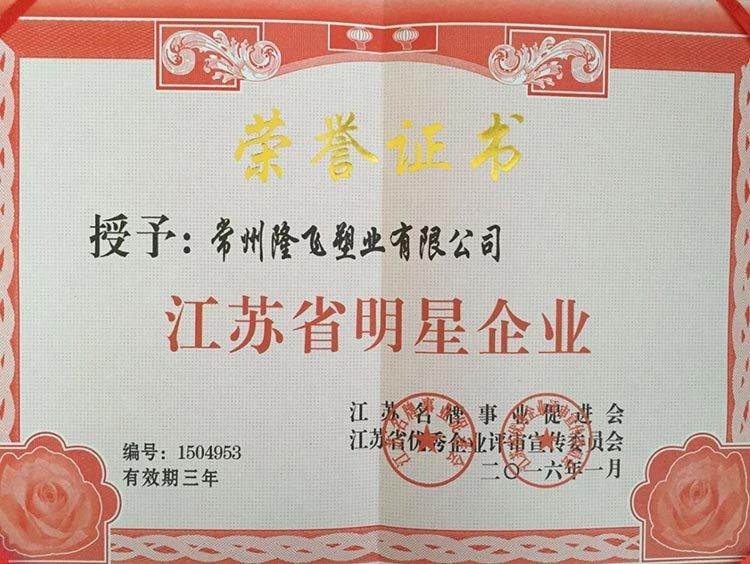 荣誉证书
授予：常州隆飞塑业有限公司
江苏省明星企业
江苏名牌事业促进会
江苏省优秀企业评审宣传委员会
二〇一六年一月
编号：1504953
有效期三年